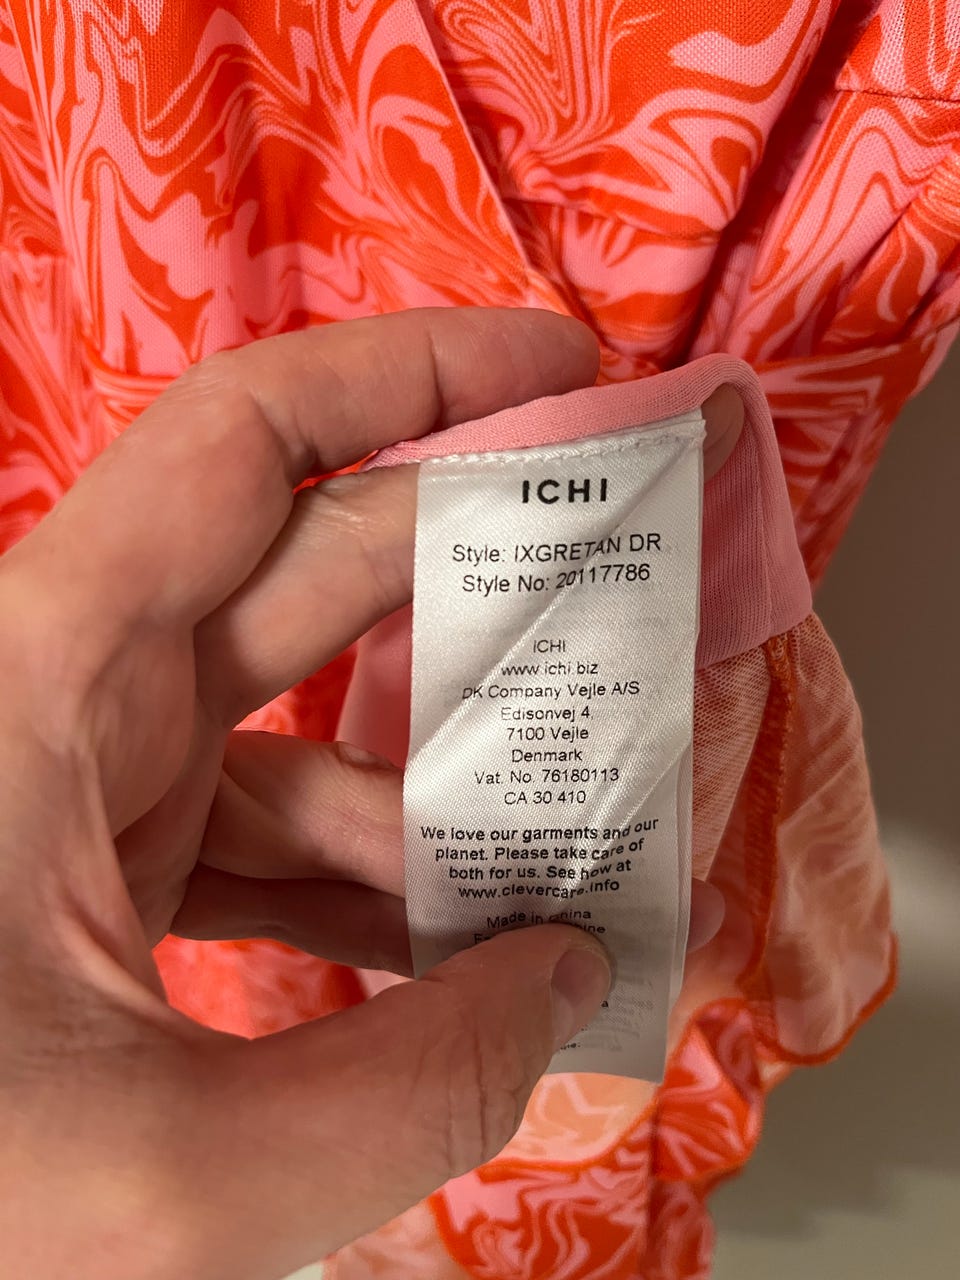 ICHI
Style: IXGRETAN DR
Style No: 20117786
ICHI
www.ichi.biz
DK Company Vejle A/S
Edisonvej 4
7100 Vejle
Denmark
Vat. No. 76180113
CA 30 410
We love our garments and our
planet. Please take care of
both for us. See how at
www.clevercare.info
Made in China